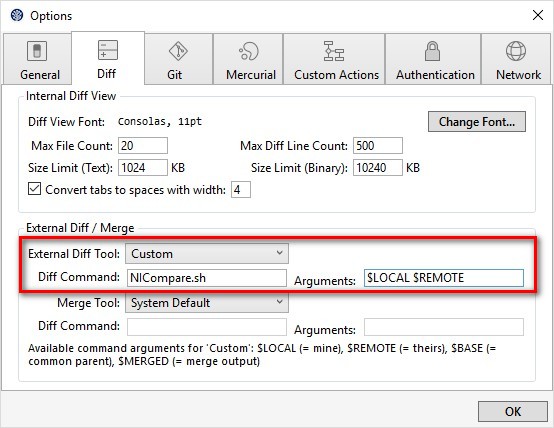 Options
General Diff Git Mercurial Custom Actions Authentication Network
Internal Diff View
Diff View Font: Consolas, 11pt Change Font...
Max File Count: 20 Max Diff Line Count: 500
Size Limit (Text): 1024 KB Size Limit (Binary): 10240 KB
Convert tabs to spaces with width: 4
External Diff / Merge
External Diff Tool: Custom
Diff Command: NICompare.sh Arguments: $LOCAL $REMOTE
Merge Tool: System Default
Diff Command: Arguments:
Available command arguments for 'Custom': $LOCAL (= mine), $REMOTE (= theirs), $BASE (=
common parent), $MERGED (= merge output)
OK